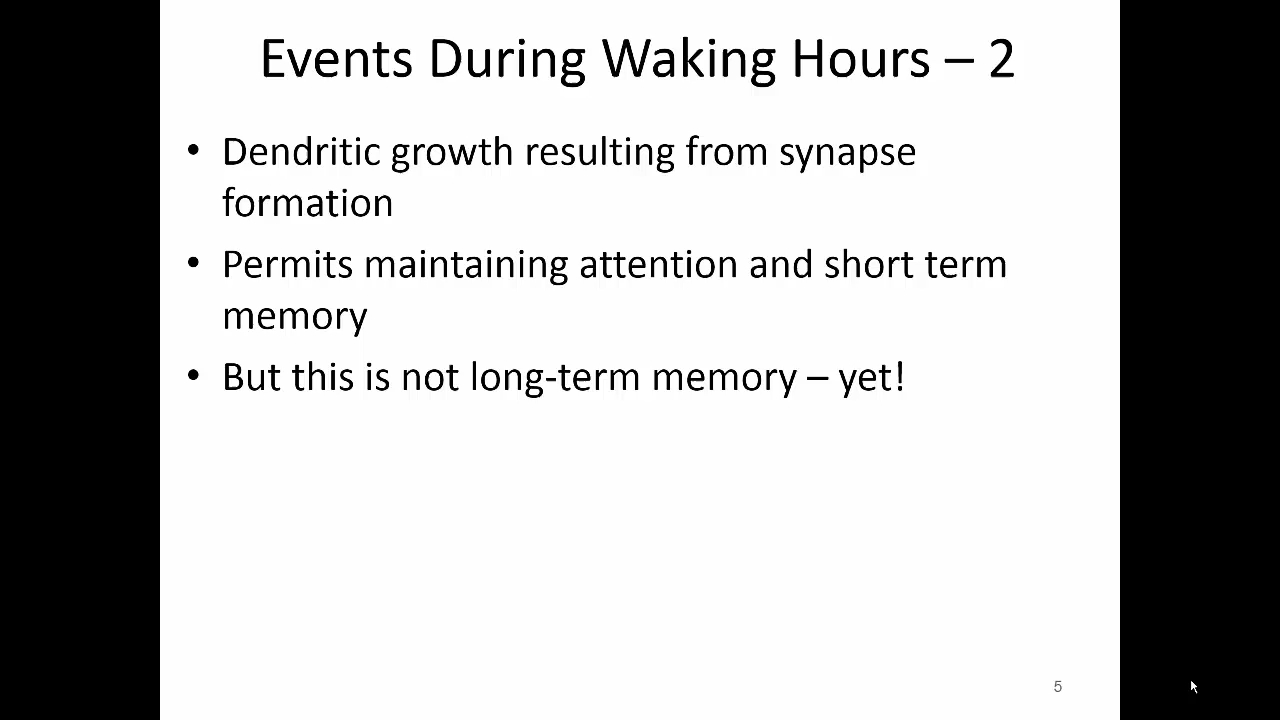 Events During Waking Hours – 2
• Dendritic growth resulting from synapse
formation
• Permits maintaining attention and short term
memory
• But this is not long-term memory – yet!
5